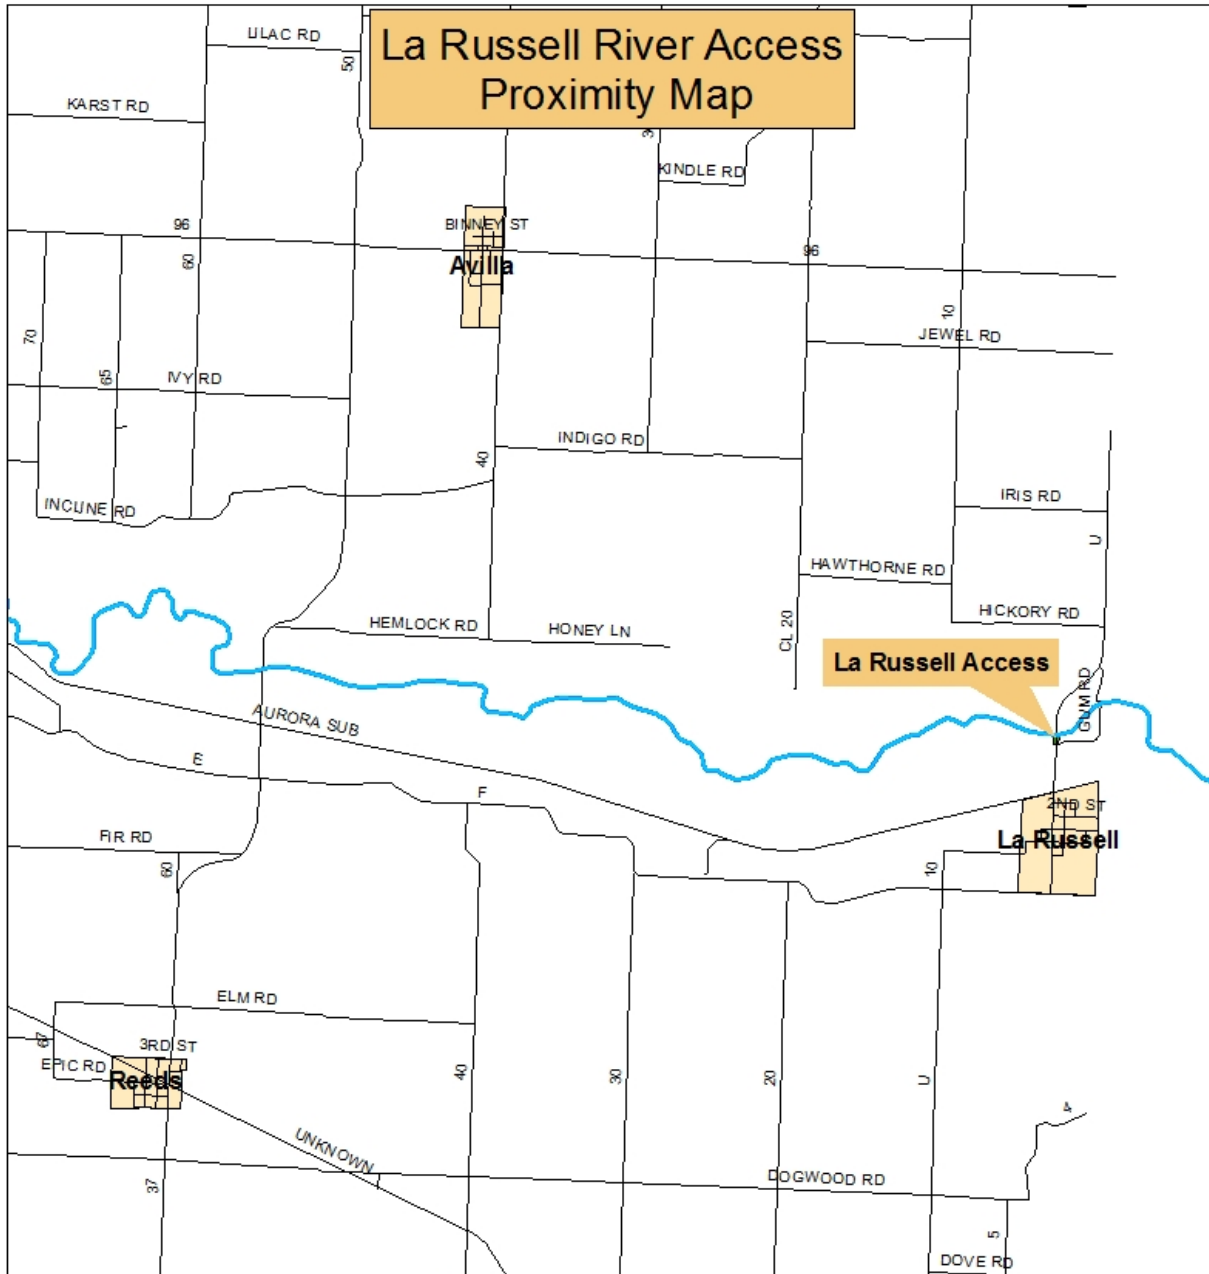 La Russell River Access
Proximity Map
LILAC RD
50
KARST RD
KINDLE RD
BINNEY ST
96
Avilla
96
60
10
70
JEWEL RD
65
IVY RD
INDIGO RD
40
IRIS RD
INCLINE RD
U
HAWTHORNE RD
HICKORY RD
HEMLOCK RD
HONEY LN
CL 20
La Russell Access
GUM RD
AURORA SUB
E
F
2ND ST
FIR RD
La Russell
60
10
ELM RD
67
3RD ST
EPIC RD
Reeds
40
30
20
U
4
UNKNOWN
DOGWOOD RD
37
5
DOVE RD